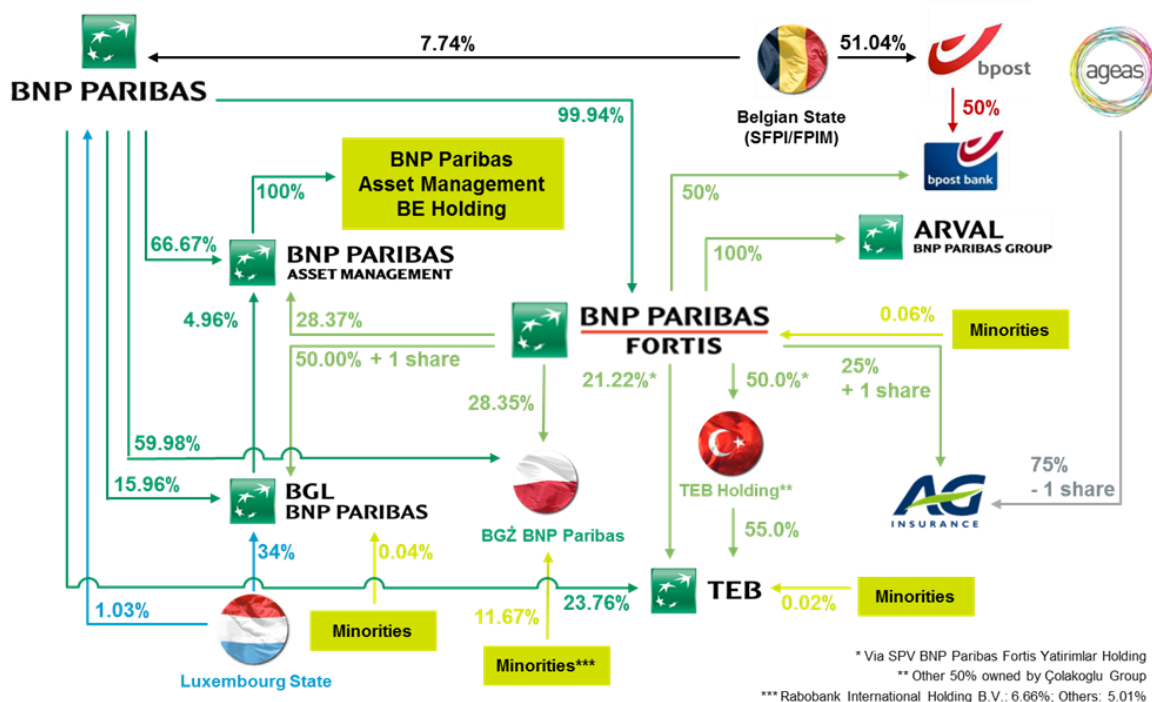 7.74%
51.04%
bpost
ageas
BNP PARIBAS
99.94%
50%
Belgian State
(SFPI/FPIM)
BNP Paribas
Asset Management
BE Holding
bpost bank
100%
50%
ARVAL
BNP PARIBAS GROUP
66.67%
BNP PARIBAS
ASSET MANAGEMENT
100%
4.96%
28.37%
BNP PARIBAS
FORTIS
0.06%
Minorities
50.00% + 1 share
21.22%*
50.0%*
25%
+ 1 share
28.35%
59.98%
75%
- 1 share
15.96%
BGL
BNP PARIBAS
TEB Holding**
AG
INSURANCE
BGŻ BNP Paribas
55.0%
34%
0.04%
TEB
1.03%
11.67%
23.76%
0.02%
Minorities
Minorities
Minorities***
Luxembourg State
* Via SPV BNP Paribas Fortis Yatirimlar Holding
** Other 50% owned by Çolakoglu Group
*** Rabobank International Holding B.V.: 6.66%; Others: 5.01%